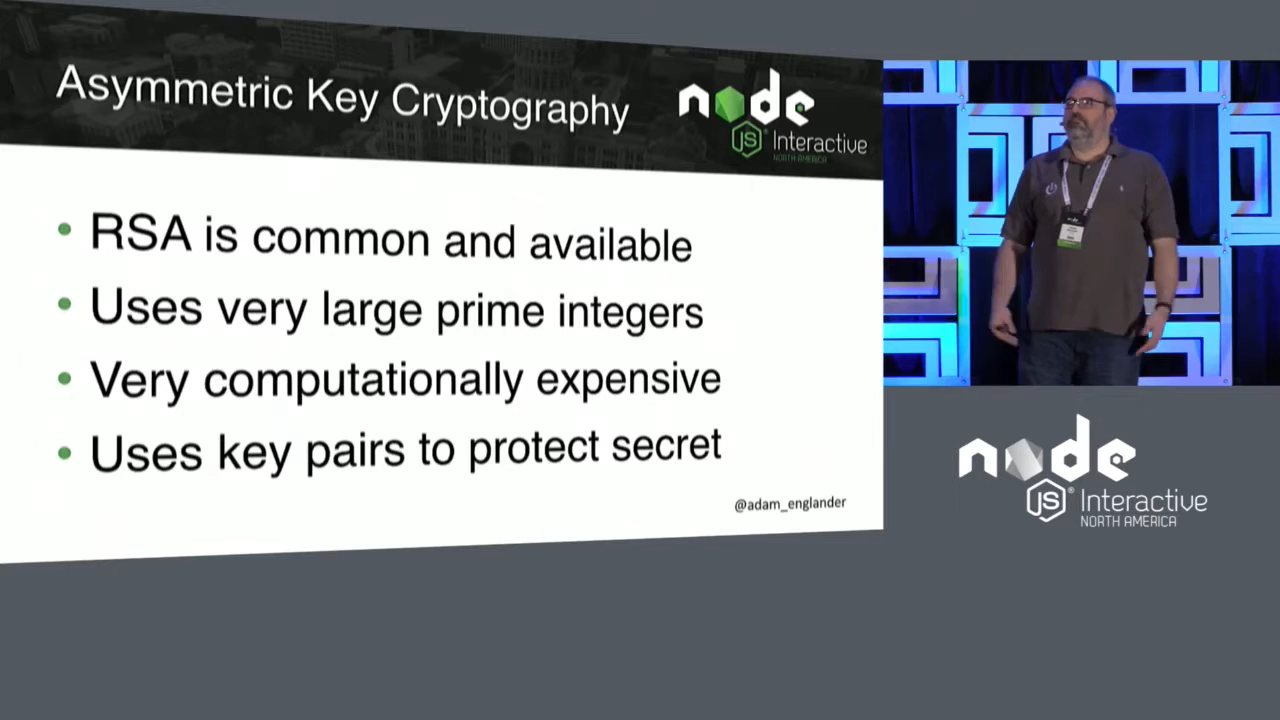 Asymmetric Key Cryptography
node
JS Interactive
NORTH AMERICA
• RSA is common and available
• Uses very large prime integers
• Very computationally expensive
• Uses key pairs to protect secret
@adam_englander
node
JS® Interactive
NORTH AMERICA